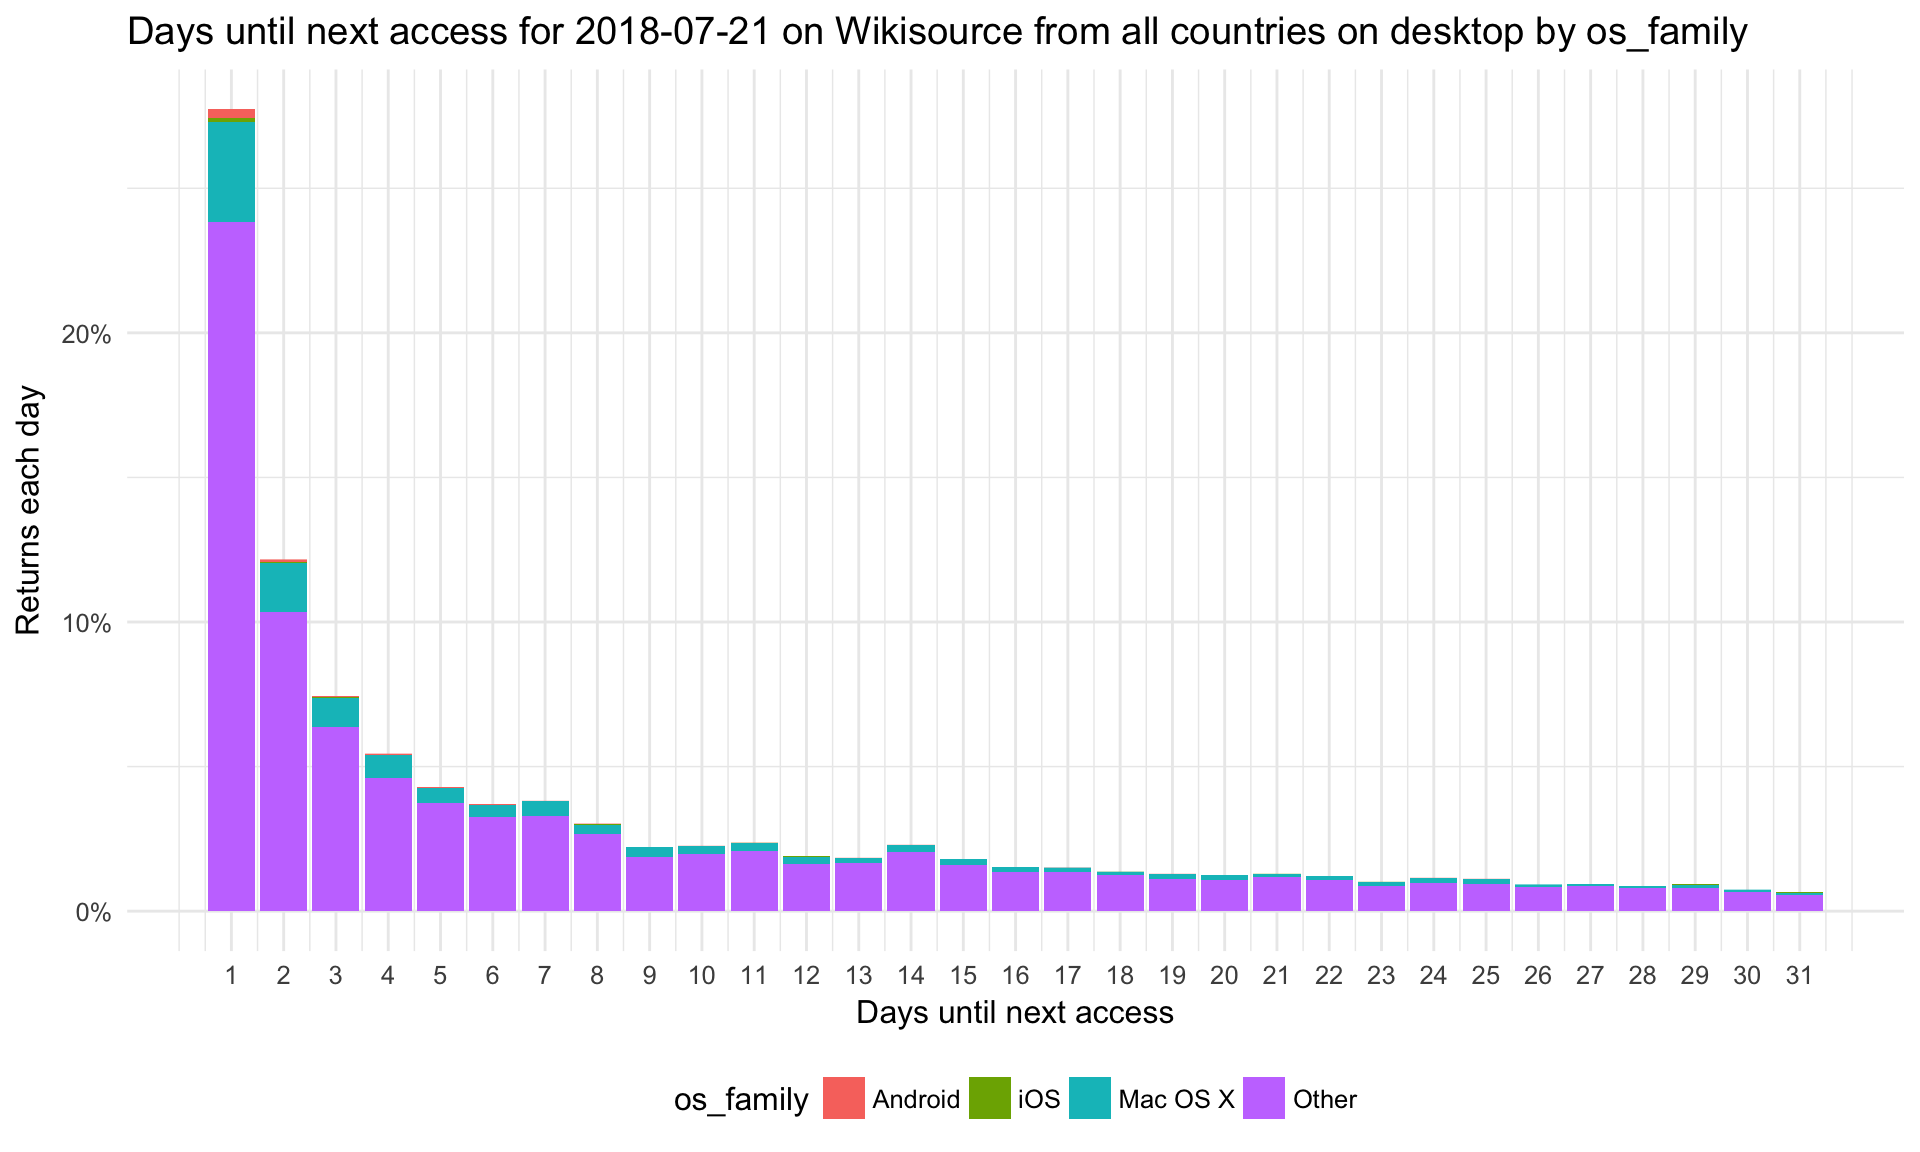 Days until next access for 2018-07-21 on Wikisource from all countries on desktop by os_family
Returns each day
20%
10%
0%
1 2 3 4 5 6 7 8 9 10 11 12 13 14 15 16 17 18 19 20 21 22 23 24 25 26 27 28 29 30 31
Days until next access
os_family Android iOS Mac OS X Other